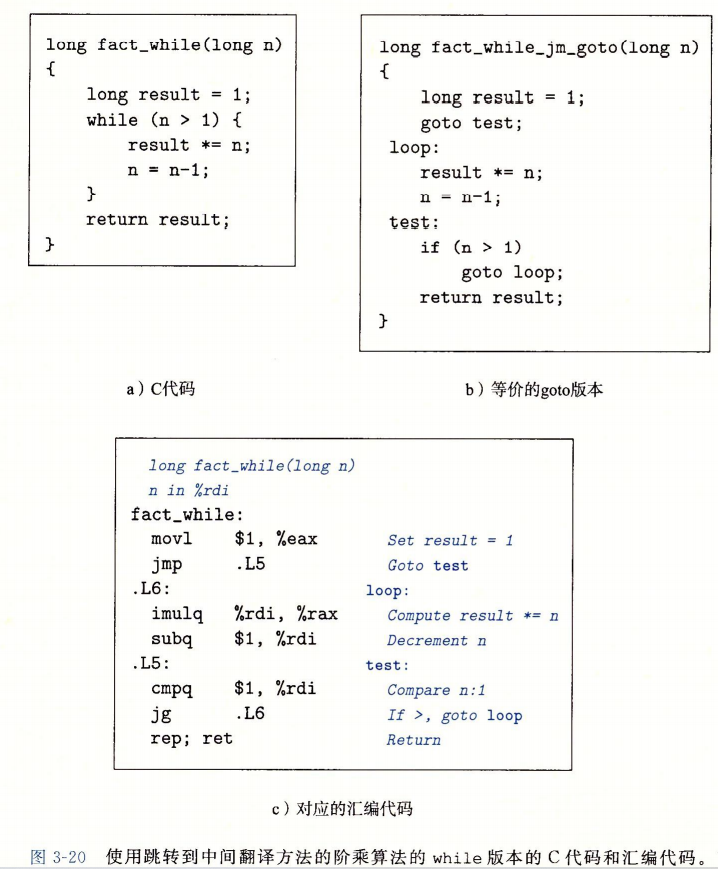 long fact_while(long n)
{
    long result = 1;
    while (n > 1) {
        result *= n;
        n = n-1;
    }
    return result;
}
a）C代码
long fact_while_jm_goto(long n)
{
    long result = 1;
    goto test;
 loop:
    result *= n;
    n = n-1;
 test:
    if (n > 1)
        goto loop;
    return result;
}
b）等价的goto版本
long fact_while(long n)
n in %rdi
fact_while:
  movl    $1, %eax    Set result = 1
  jmp     .L5    Goto test
.L6:    loop:
  imulq   %rdi, %rax    Compute result *= n
  subq    $1, %rdi    Decrement n
.L5:    test:
  cmpq    $1, %rdi    Compare n:1
  jg      .L6    If >, goto loop
  rep; ret    Return
c）对应的汇编代码
图 3-20 使用跳转到中间翻译方法的阶乘算法的 while 版本的 C 代码和汇编代码。